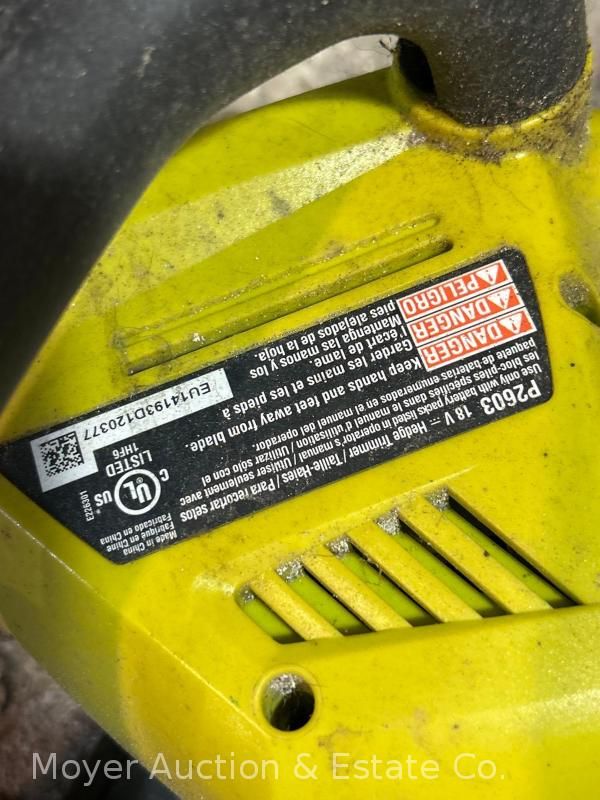 P2603 18 V Hedge Trimmer / Taille-Haies / Para recortar setos
Use only with battery packs listed in operator's manual / Utiliser seulement avec
les bloc-piles spécifiés dans le manuel d'utilisation / Utilizar sólo con el
paquete de baterías enumerados en el manual del operador.
DANGER Keep hands and feet away from blade.
DANGER Garder les mains et les pieds à
l'écart de lame.
PELIGRO Mantenga las manos y los
pies alejados de la hoja.
Made in China
Fabriqué en China
Fabricado en China
C UL US
LISTED
1HF6
E226301
EU14193D120377
Moyer Auction & Estate Co.